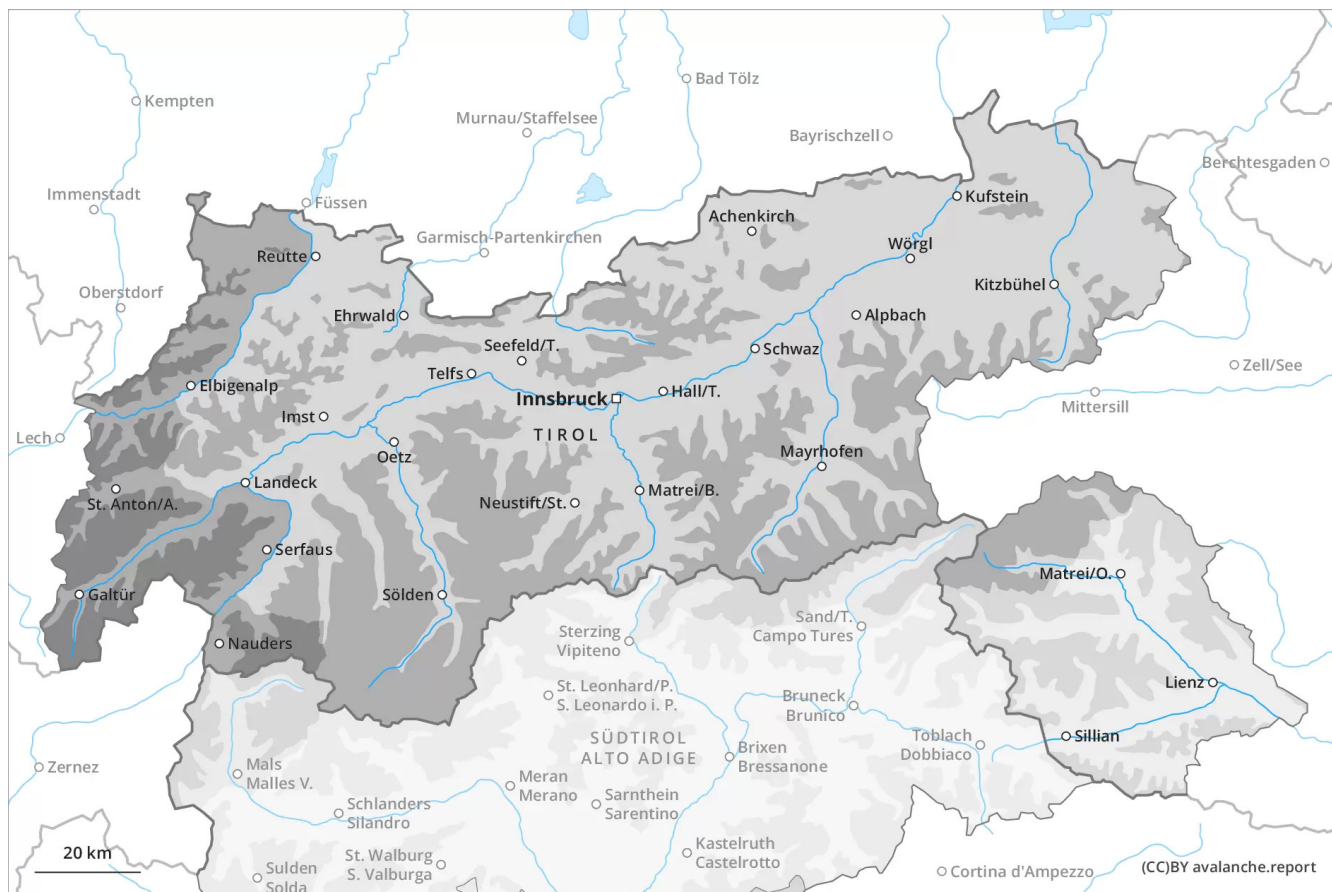 Bad Tölz
Kempten
Murnau/Staffelsee
Bayrischzell
Berchtesgaden
Immenstadt
Füssen
Kufstein
Achenkirch
Garmisch-Partenkirchen
Wörgl
Reutte
Kitzbühel
Oberstdorf
Ehrwald
Alpbach
Seefeld/T.
Schwaz
Telfs
Zell/See
Elbigenalp
Hall/T.
Innsbruck
Mittersill
Imst
Lech
TIROL
Oetz
Mayrhofen
Landeck
Matrei/B.
St. Anton/A.
Neustift/St.
Serfaus
Matrei/O.
Galtür
Sölden
Sand/T.
Campo Tures
Sterzing
Vipiteno
Nauders
Lienz
St. Leonhard/P.
S. Leonardo i. P.
Bruneck
Brunico
Sillian
SÜDTIROL
ALTO ADIGE
Toblach
Dobbiaco
Brixen
Bressanone
Zernez
Mals
Malles V.
Meran
Merano
Sarnthein
Sarentino
Schlanders
Silandro
Kastelruth
Castelrotto
20 km
St. Walburg
S. Valburga
Sulden
Solda
Cortina d'Ampezzo
(CC)BY avalanche.report